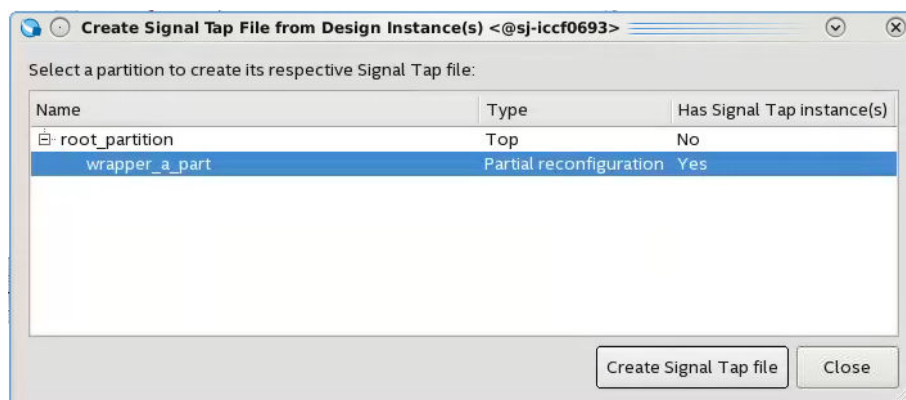 Create Signal Tap File from Design Instance(s) <@sj-iccf0693>
Select a partition to create its respective Signal Tap file:
Name Type Has Signal Tap instance(s)
root_partition Top No
wrapper_a_part Partial reconfiguration Yes
Create Signal Tap file Close